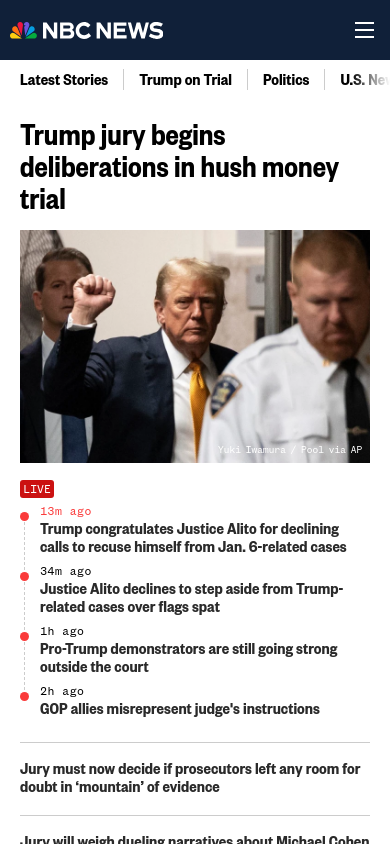 NBC NEWS
Latest Stories
Trump on Trial
Politics
U.S.
Trump jury begins
deliberations in hush money
trial
Yuki Iwamura / Pool via AP
LIVE
13m ago
Trump congratulates Justice Alito for declining
calls to recuse himself from Jan. 6-related cases
34m ago
Justice Alito declines to step aside from Trump-
related cases over flags spat
1h ago
Pro-Trump demonstrators are still going strong
outside the court
2h ago
GOP allies misrepresent judge's instructions
Jury must now decide if prosecutors left any room for
doubt in ‘mountain’ of evidence
Jury will weigh dueling narratives about Michael Cohen